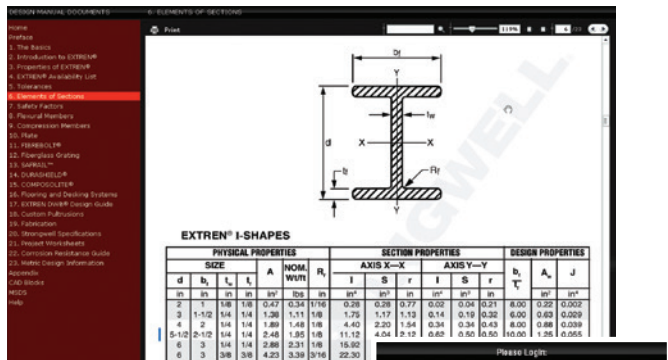 DESIGN MANUAL DOCUMENTS
6. ELEMENTS OF SECTIONS
Home
Preface
1. The Basics
2. Introduction to EXTREN®
3. Properties of EXTREN®
4. EXTREN® Availability List
5. Tolerances
6. Elements of Sections
7. Safety Factors
8. Flexural Members
9. Compression Members
10. Plate
11. FIBREBOLT®
12. Fiberglass Grating
13. SAFRAIL™
14. DURASHIELD®
15. COMPOSOLITE®
16. Flooring and Decking Systems
17. EXTREN DWB® Design Guide
18. Custom Pultrusions
19. Fabrication
20. Strongwell Specifications
21. Project Worksheets
22. Corrosion Resistance Guide
23. Metric Design Information
Appendix
CAD Blocks
MSDS
Help
Print
119%
6
bf
Y
tw
d
X
X
tf
Rf
Y
NGWELL
EXTREN® I-SHAPES
PHYSICAL PROPERTIES SECTION PROPERTIES DESIGN PROPERTIES
SIZE A NOM. Wt/ft Rf AXIS X—X AXIS Y—Y bf/Tf Aw J
d bf tw tf I S r I S r
in in in in in² lbs in in⁴ in³ in in⁴ in³ in in² in⁴
2 1 1/8 1/8 0.47 0.34 1/16 0.28 0.28 0.77 0.02 0.04 0.21 8.00 0.22 0.002
3 1-1/2 1/4 1/4 1.38 1.11 1/8 1.75 1.17 1.13 0.14 0.19 0.32 6.00 0.63 0.029
4 2 1/4 1/4 1.89 1.48 1/8 4.40 2.20 1.54 0.34 0.34 0.43 8.00 0.88 0.039
5-1/2 2-1/2 1/4 1/4 2.48 1.95 1/8 11.12 4.04 2.12 0.62 0.50 0.50 10.00 1.25 0.055
6 3 1/4 1/4 2.88 2.31 1/8 15.92
6 3 3/8 3/8 4.23 3.39 3/16 22.30
Please Login: